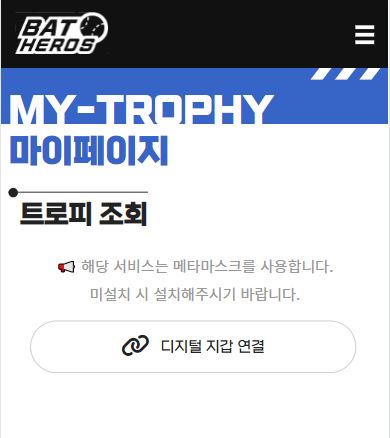 BAT
HEROS
MY-TROPHY
마이페이지
트로피 조회
해당 서비스는 메타마스크를 사용합니다.
미설치 시 설치해주시기 바랍니다.
디지털 지갑 연결